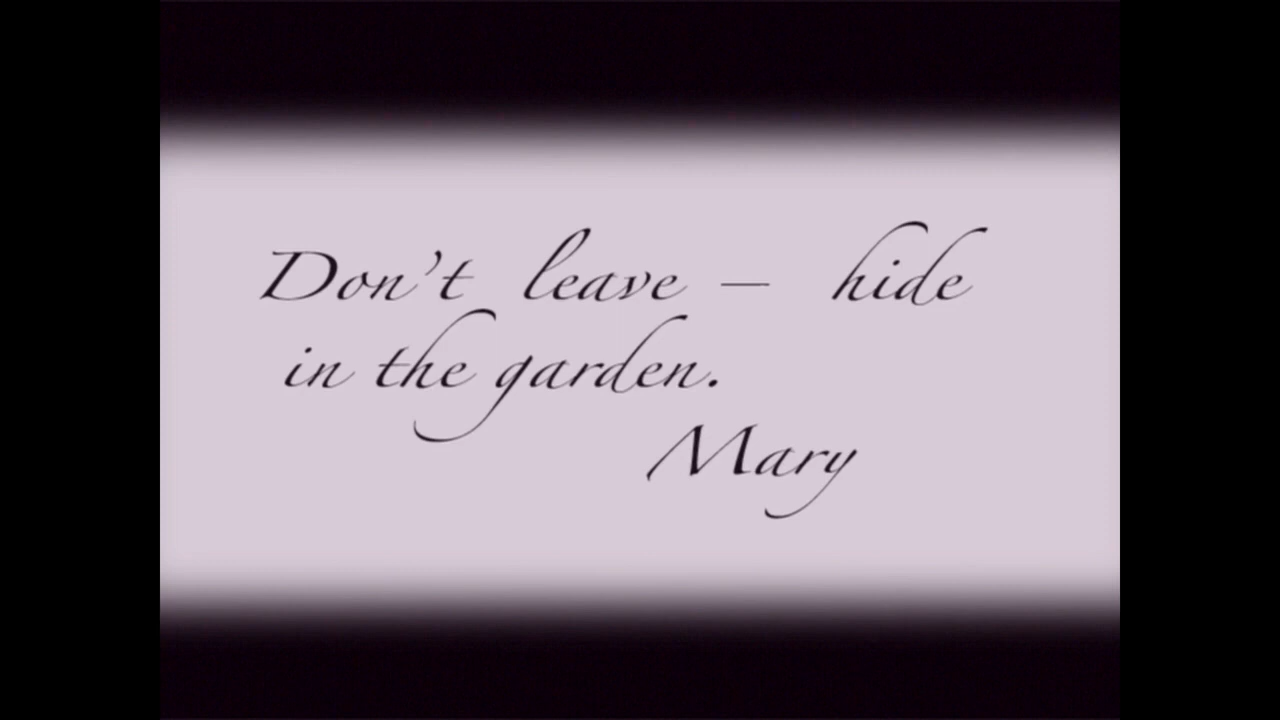 Don’t leave – hide
in the garden.
Mary